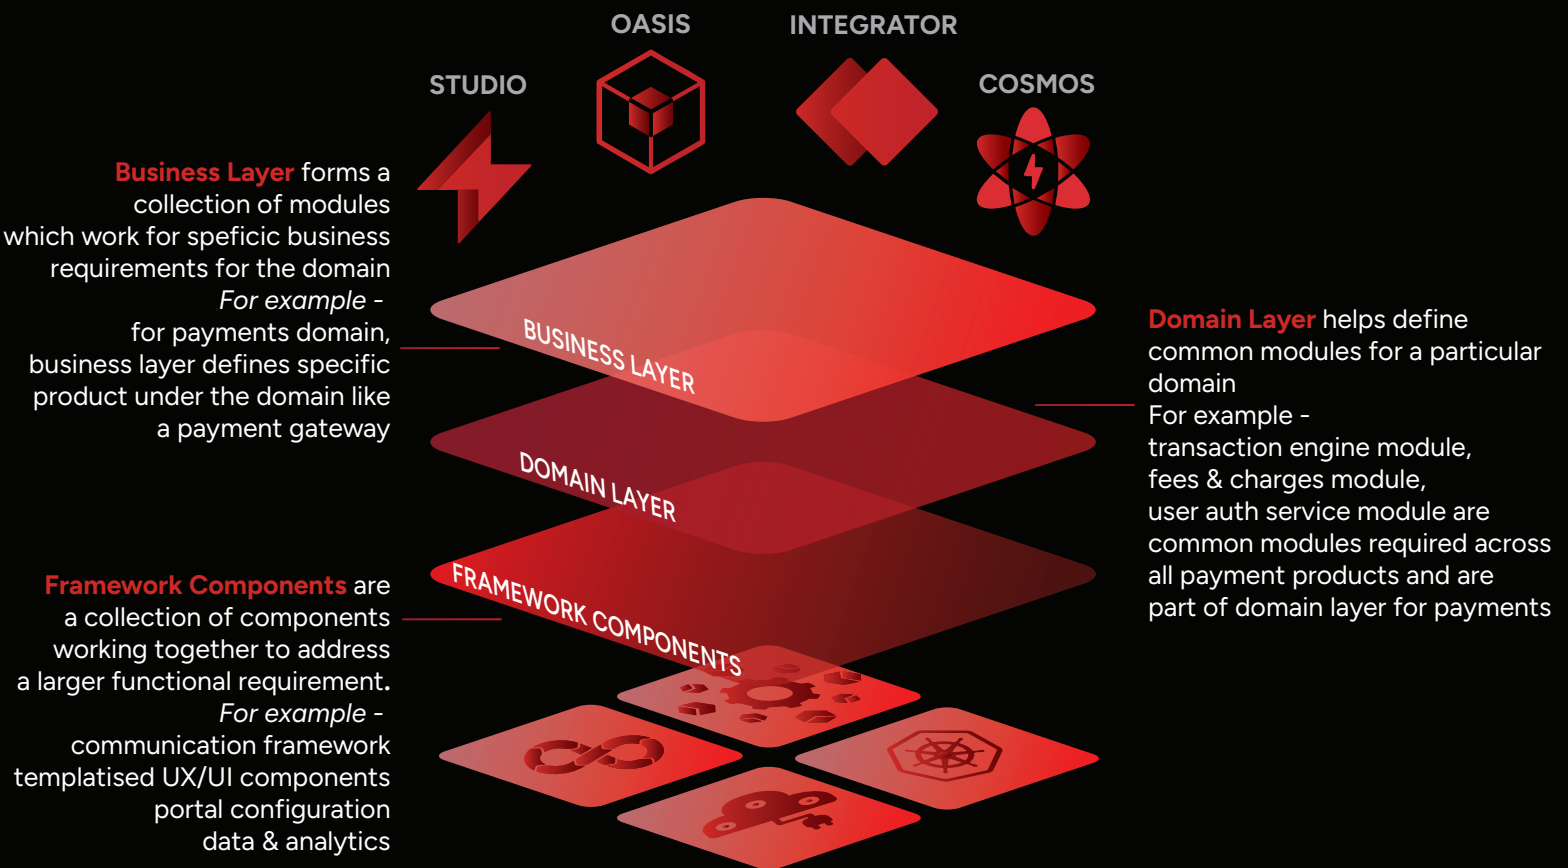 OASIS
INTEGRATOR
STUDIO
COSMOS
Business Layer forms a
collection of modules
which work for speficic business
requirements for the domain
For example -
for payments domain,
business layer defines specific
product under the domain like
a payment gateway
BUSINESS LAYER
Domain Layer helps define
common modules for a particular
domain
For example -
transaction engine module,
fees & charges module,
user auth service module are
common modules required across
all payment products and are
part of domain layer for payments
DOMAIN LAYER
FRAMEWORK COMPONENTS
Framework Components are
a collection of components
working together to address
a larger functional requirement.
For example -
communication framework
templatised UX/UI components
portal configuration
data & analytics